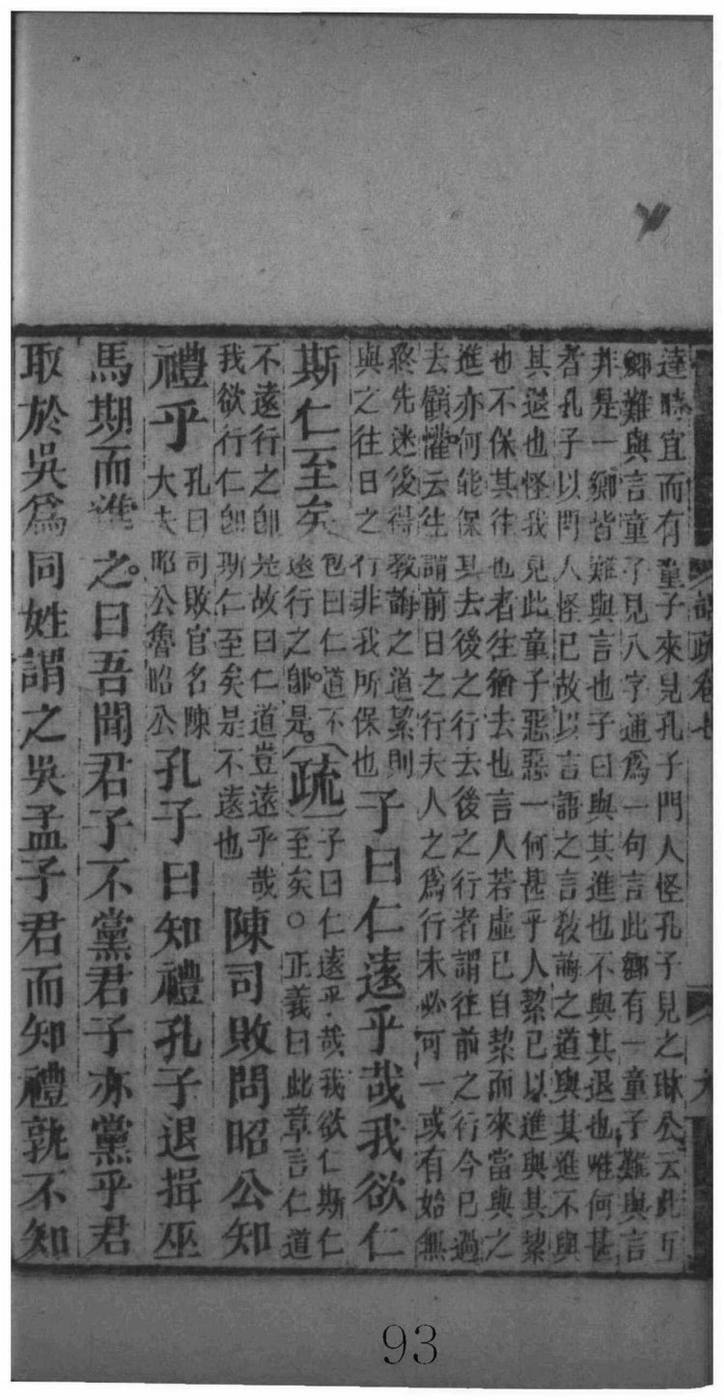 達時宜而有童子來見孔子門人怪孔子見之琳公云此互
鄉難與言童子見八字通爲一句言此鄉有一童子難與言
非是一鄉皆難與言也子曰與其進也不與其退也唯何甚
者孔子以門人怪已故以言語之言敎誨之道與其進不與
其退也怪我見此童子惡惡一何甚乎人絜已以進與其絜
也不保其往也者往猶去也言人若虛已自絜而來當與之
進亦何能保其去後之行去後之行者謂往前之行今已過
去顧懽云往謂前日之行夫人之爲行未必可一或有始無
終先迷後得敎誨之道絜則
與之往日之行非我所保也
子曰仁遠乎哉我欲仁
斯仁至矣
包曰仁道不
遠行之卽是
疏
子曰仁遠乎哉我欲仁斯仁
至矣○正義曰此章言仁道
不遠行之卽是故曰仁道豈遠乎哉
我欲行仁卽斯仁至矣是不遠也
陳司敗問昭公知
禮乎
孔曰司敗官名陳
大夫昭公魯昭公
孔子曰知禮孔子退揖巫
馬期而進之曰吾聞君子不黨君子亦黨乎君
取於吳爲同姓謂之吳孟子君而知禮孰不知
語疏卷七
93